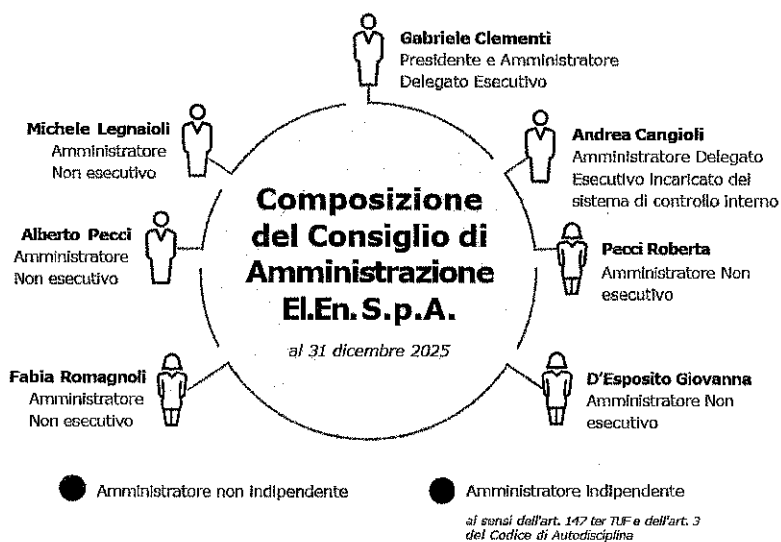 Gabriele Clementi
Presidente e Amministratore
Delegato Esecutivo
Michele Legnaioli
Amministratore
Non esecutivo
Andrea Cangioli
Amministratore Delegato
Esecutivo incaricato del
sistema di controllo interno
Alberto Pecci
Amministratore
Non esecutivo
Composizione
del Consiglio di
Amministrazione
El.En. S.p.A.
al 31 dicembre 2025
Pecci Roberta
Amministratore Non
esecutivo
Fabia Romagnoli
Amministratore
Non esecutivo
D'Esposito Giovanna
Amministratore Non
esecutivo
Amministratore non indipendente
Amministratore Indipendente
ai sensi dell'art. 147 ter TUF e dell'art. 3
del Codice di Autodisciplina